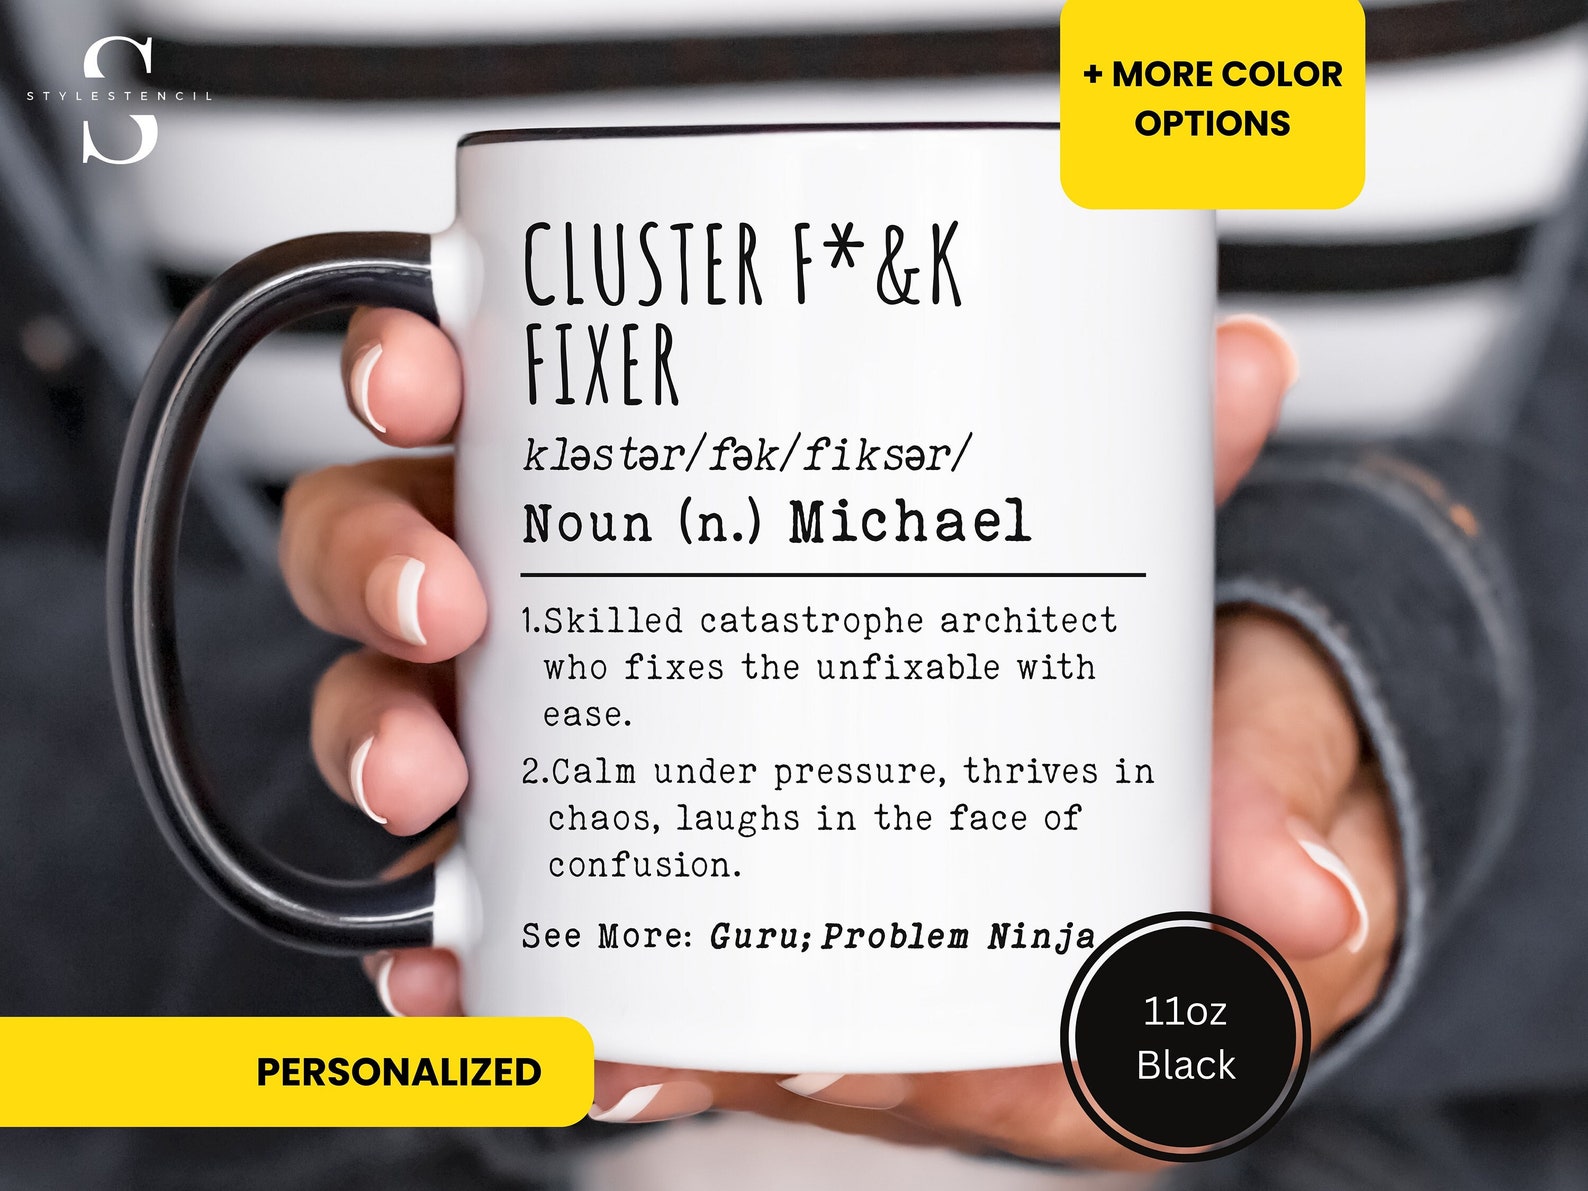 S
STYLESTENCIL
+ MORE COLOR
OPTIONS
CLUSTER F*&K
FIXER
kləstər/fək/fiksər/
Noun (n.) Michael
1.Skilled catastrophe architect
who fixes the unfixable with
ease.
2.Calm under pressure, thrives in
chaos, laughs in the face of
confusion.
See More: Guru; Problem Ninja
11oz
Black
PERSONALIZED